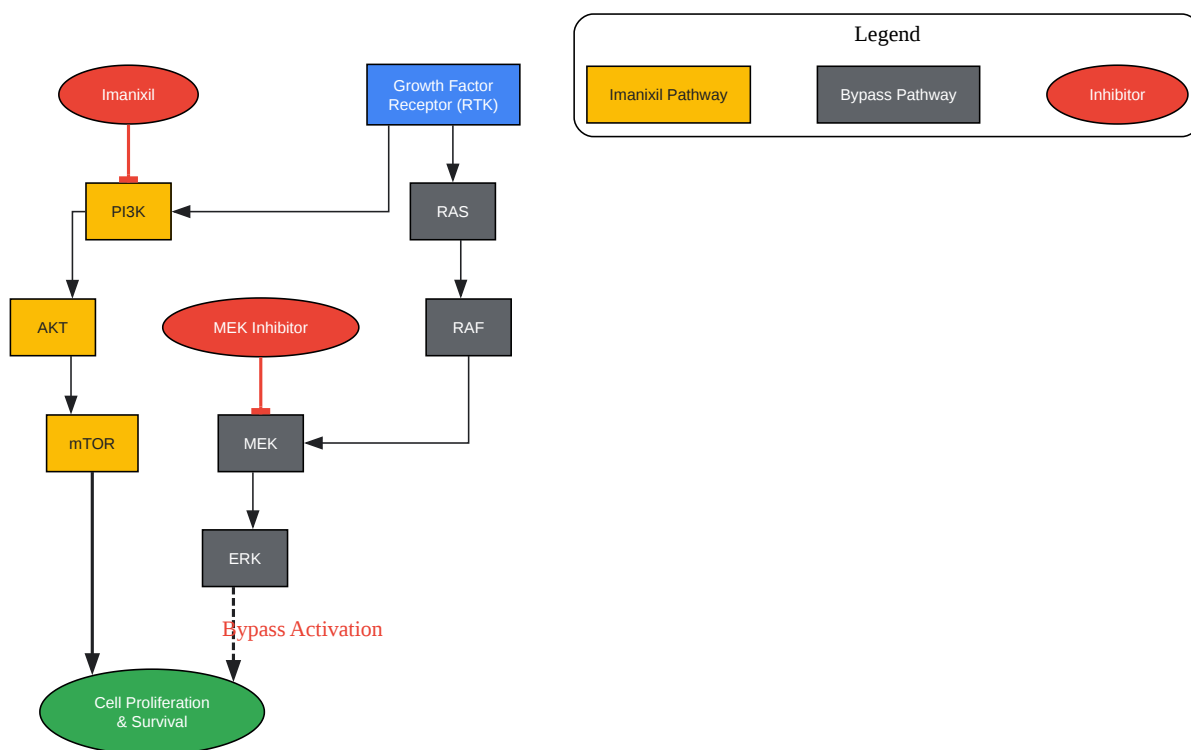 Legend
Imanixil
Growth Factor
Receptor (RTK)
Imanixil Pathway
Bypass Pathway
Inhibitor
PI3K
RAS
AKT
MEK Inhibitor
RAF
mTOR
MEK
ERK
Bypass Activation
Cell Proliferation
& Survival